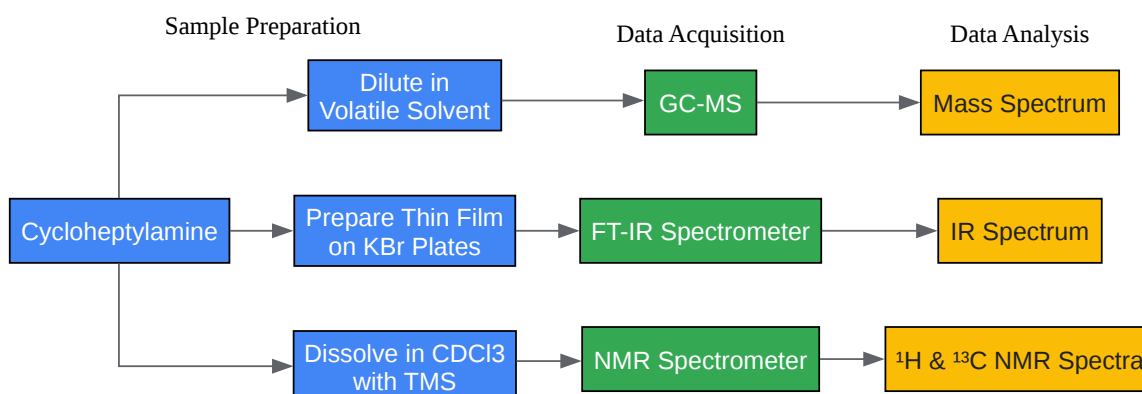 Sample Preparation
Data Acquisition
Data Analysis
Dilute in
Volatile Solvent
GC-MS
Mass Spectrum
Cycloheptylamine
Prepare Thin Film
on KBr Plates
FT-IR Spectrometer
IR Spectrum
Dissolve in CDCl3
with TMS
NMR Spectrometer
¹H & ¹³C NMR Spectra